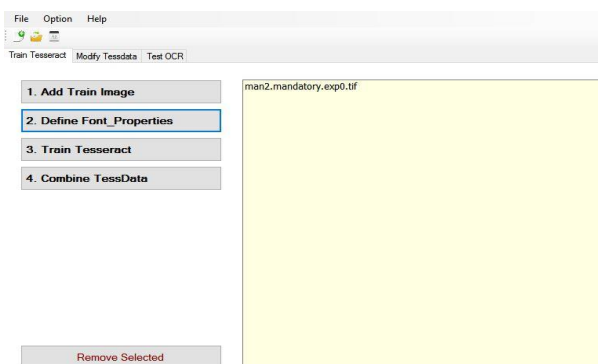 File Option Help
Train Tesseract Modify Tessdata Test OCR
1. Add Train Image
2. Define Font_Properties
3. Train Tesseract
4. Combine TessData
man2.mandatory.exp0.tif
Remove Selected